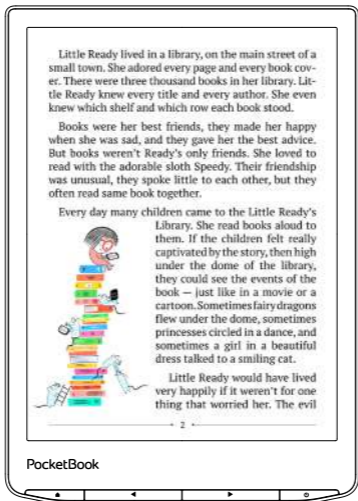 Little Ready lived in a library, on the main street of a
small town. She adored every page and every book cov-
er. There were three thousand books in her library. Lit-
tle Ready knew every title and every author. She even
knew which shelf and which row each book stood.
Books were her best friends, they made her happy
when she was sad, and they gave her the best advice.
But books weren't Ready's only friends. She loved to
read with the adorable sloth Speedy. Their friendship
was unusual, they spoke little to each other, but they
often read same book together.
Every day many children came to the Little Ready's
Library. She read books aloud to
them. If the children felt really
captivated by the story, then high
under the dome of the library,
they could see the events of the
book — just like in a movie or a
cartoon. Sometimes fairy dragons
flew under the dome, sometimes
princesses circled in a dance, and
sometimes a girl in a beautiful
dress talked to a smiling cat.
Little Ready would have lived
very happily if it weren't for one
thing that worried her. The evil
2
PocketBook